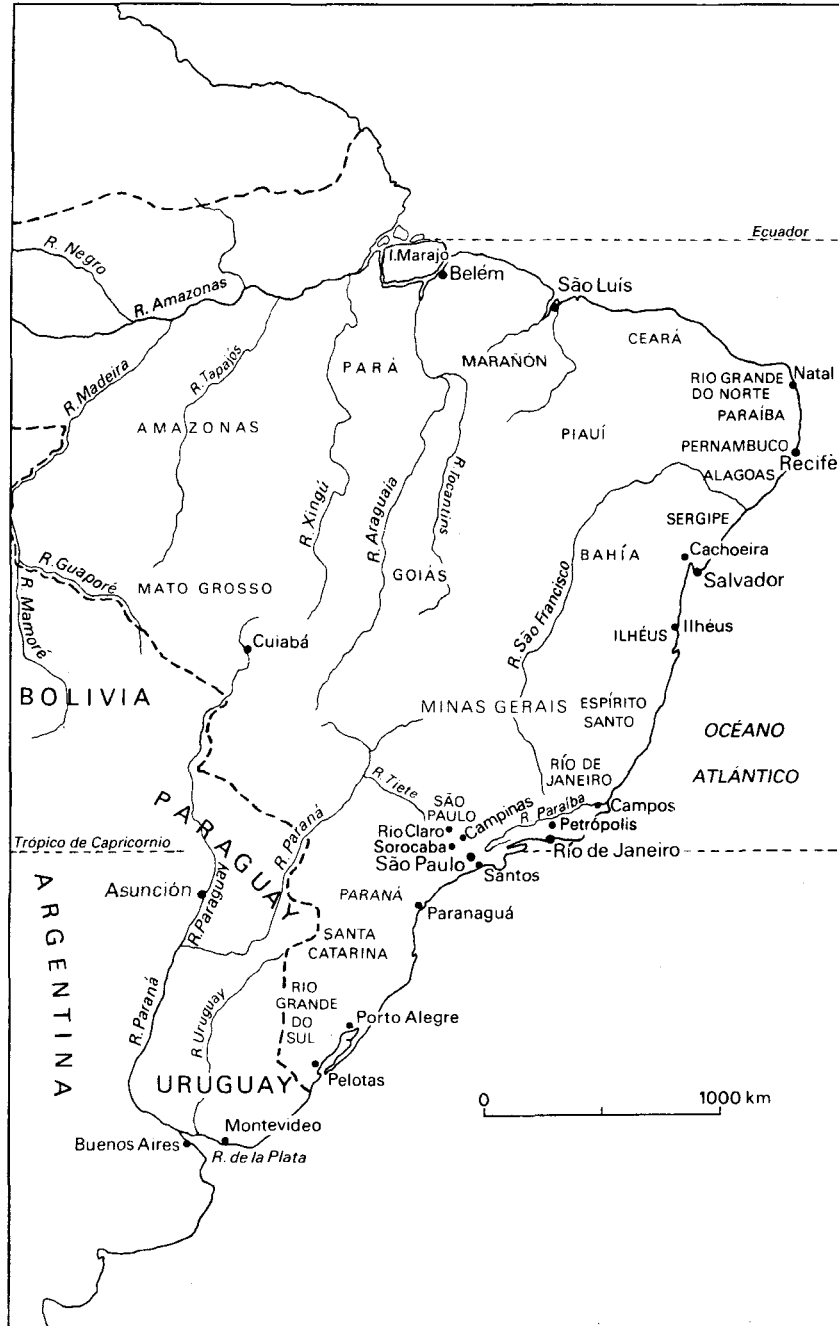 Ecuador
R. Negro
I.Marajo
Belém
R. Amazonas
São Luís
CEARÁ
MARAÑÓN
PARÁ
R. Tapajós
R. Madeira
Natal
RIO GRANDE
DO NORTE
PARAÍBA
AMAZONAS
PIAUÍ
PERNAMBUCO
Recife
ALAGOAS
R. Tocantins
R. Xingú
R. Araguaia
SERGIPE
BAHÍA
Cachoeira
Salvador
R. Guaporé
MATO GROSSO
GOIÁS
R. Mamoré
R. São Francisco
Ilhéus
ILHÉUS
Cuiabá
BOLIVIA
MINAS GERAIS
ESPÍRITO
SANTO
OCÉANO
ATLÁNTICO
RÍO DE
JANEIRO
R. Tiete
SÃO
PAULO
Campinas
R. Paraíba
Campos
Petrópolis
Rio Claro
Sorocaba
Río de Janeiro
São Paulo
Santos
PARAGUAY
R. Paraná
Trópico de Capricornio
Asunción
R. Paraguay
PARANÁ
Paranaguá
ARGENTINA
SANTA
CATARINA
R. Paraná
R Uruguay
RIO
GRANDE
DO
SUL
Porto Alegre
Pelotas
URUGUAY
0 1000 km
Montevideo
Buenos Aires
R. de la Plata